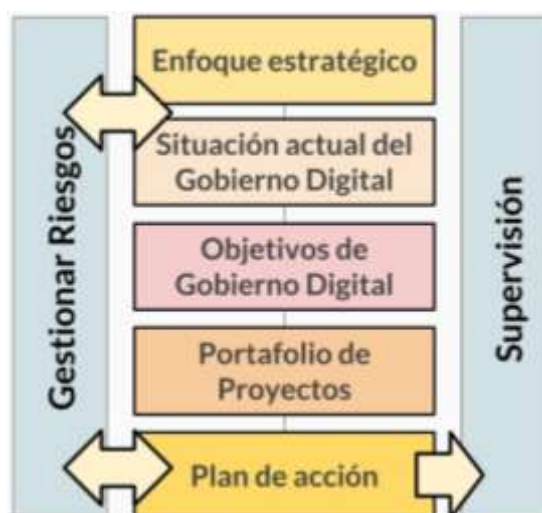 Gestionar Riesgos
Enfoque estratégico
Situación actual del
Gobierno Digital
Objetivos de
Gobierno Digital
Portafolio de
Proyectos
Plan de acción
Supervisión